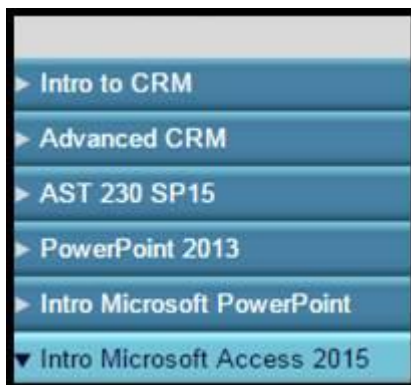 Intro to CRM
Advanced CRM
AST 230 SP15
PowerPoint 2013
Intro Microsoft PowerPoint
Intro Microsoft Access 2015